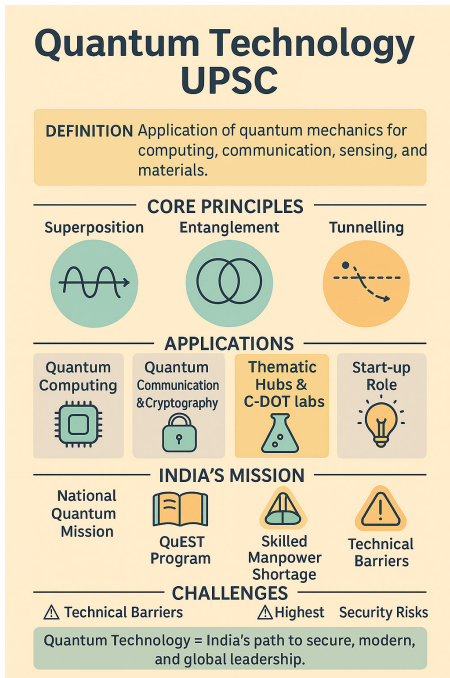 Quantum Technology
UPSC
DEFINITION Application of quantum mechanics for
computing, communication, sensing, and
materials.
CORE PRINCIPLES
Superposition
Entanglement
Tunnelling
APPLICATIONS
Quantum
Computing
Quantum
Communication
&Cryptography
Thematic
Hubs &
C-DOT labs
Start-up
Role
INDIA'S MISSION
National
Quantum
Mission
QuEST
Program
Skilled
Manpower
Shortage
Technical
Barriers
CHALLENGES
Technical Barriers
Highest
Security Risks
Quantum Technology = India's path to secure, modern,
and global leadership.